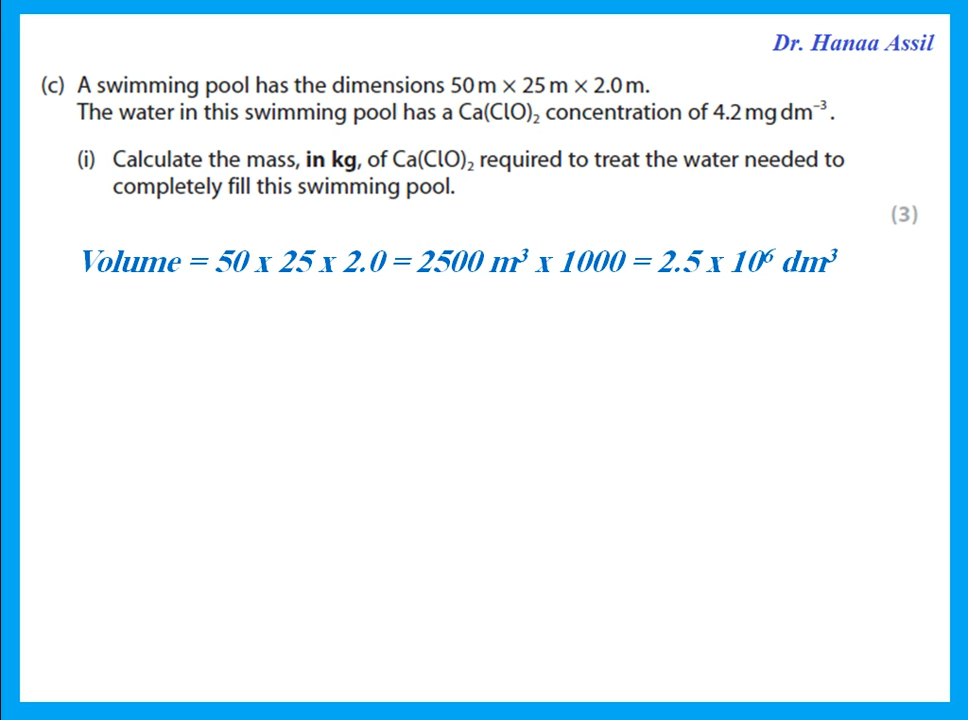 Dr. Hanaa Assil
(c) A swimming pool has the dimensions 50 m × 25 m × 2.0 m.
The water in this swimming pool has a Ca(ClO)₂ concentration of 4.2 mg dm⁻³.
(i) Calculate the mass, in kg, of Ca(ClO)₂ required to treat the water needed to
completely fill this swimming pool.
(3)
Volume = 50 x 25 x 2.0 = 2500 m³ x 1000 = 2.5 x 10⁶ dm³